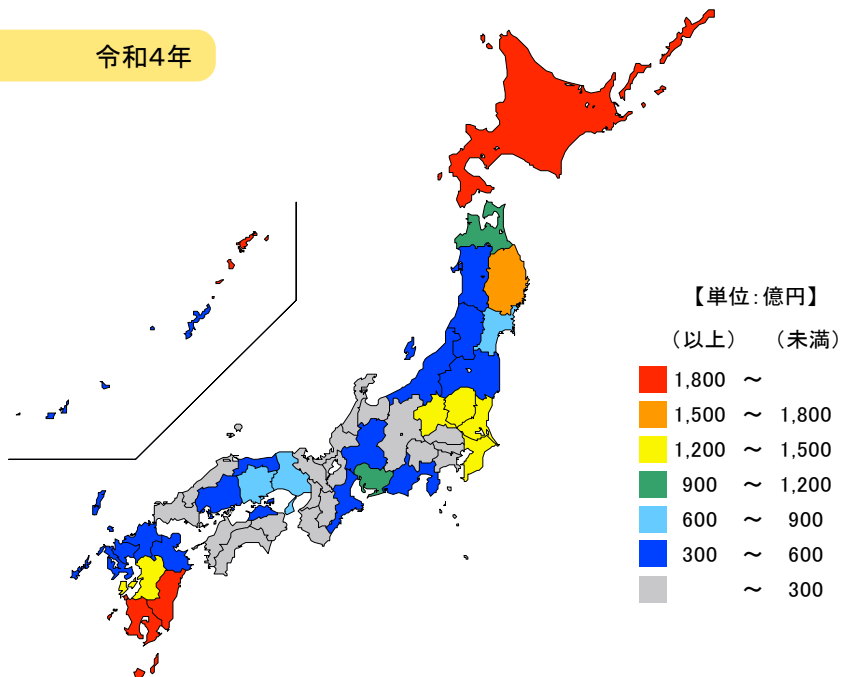 令和4年
【単位：億円】
（以上） （未満）
1,800 ～
1,500 ～ 1,800
1,200 ～ 1,500
900 ～ 1,200
600 ～ 900
300 ～ 600
～ 300